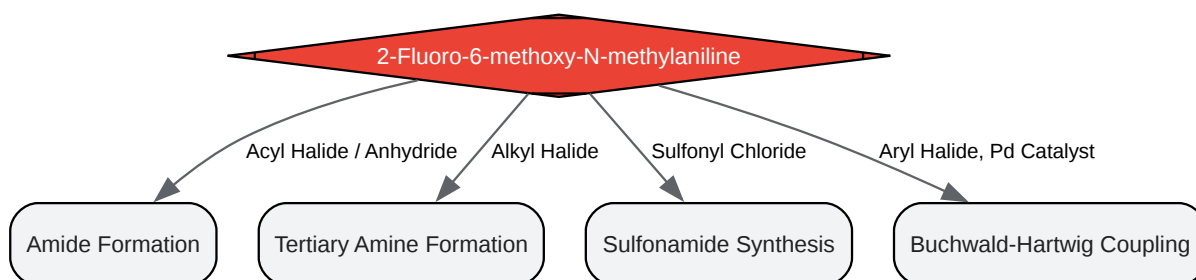 2-Fluoro-6-methoxy-N-methylaniline
Acyl Halide / Anhydride
Alkyl Halide
Sulfonyl Chloride
Aryl Halide, Pd Catalyst
Amide Formation
Tertiary Amine Formation
Sulfonamide Synthesis
Buchwald-Hartwig Coupling